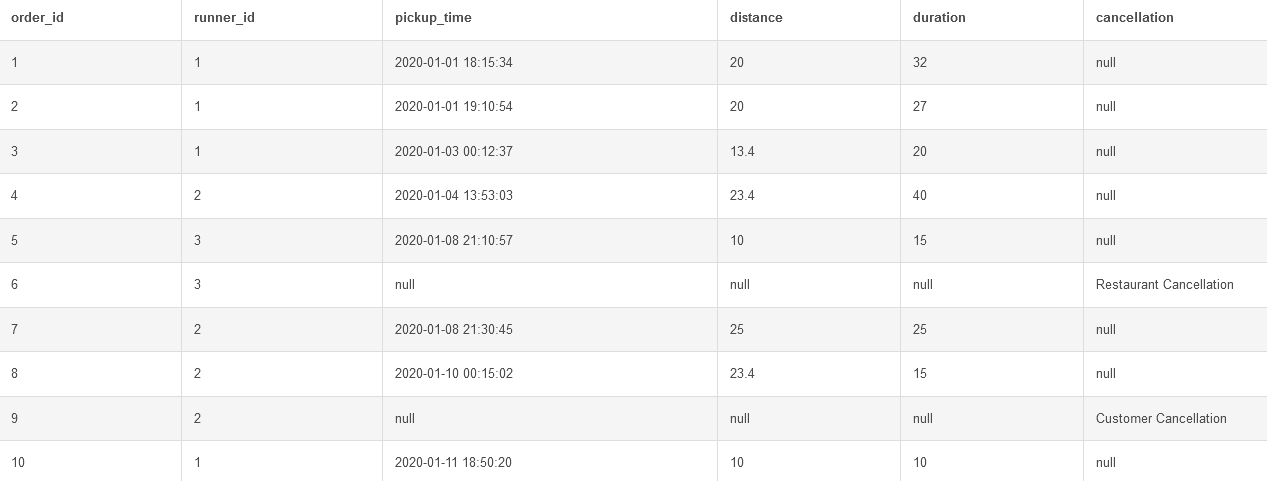 order_id runner_id pickup_time distance duration cancellation
1 1 2020-01-01 18:15:34 20 32 null
2 1 2020-01-01 19:10:54 20 27 null
3 1 2020-01-03 00:12:37 13.4 20 null
4 2 2020-01-04 13:53:03 23.4 40 null
5 3 2020-01-08 21:10:57 10 15 null
6 3 null null null Restaurant Cancellation
7 2 2020-01-08 21:30:45 25 25 null
8 2 2020-01-10 00:15:02 23.4 15 null
9 2 null null null Customer Cancellation
10 1 2020-01-11 18:50:20 10 10 null